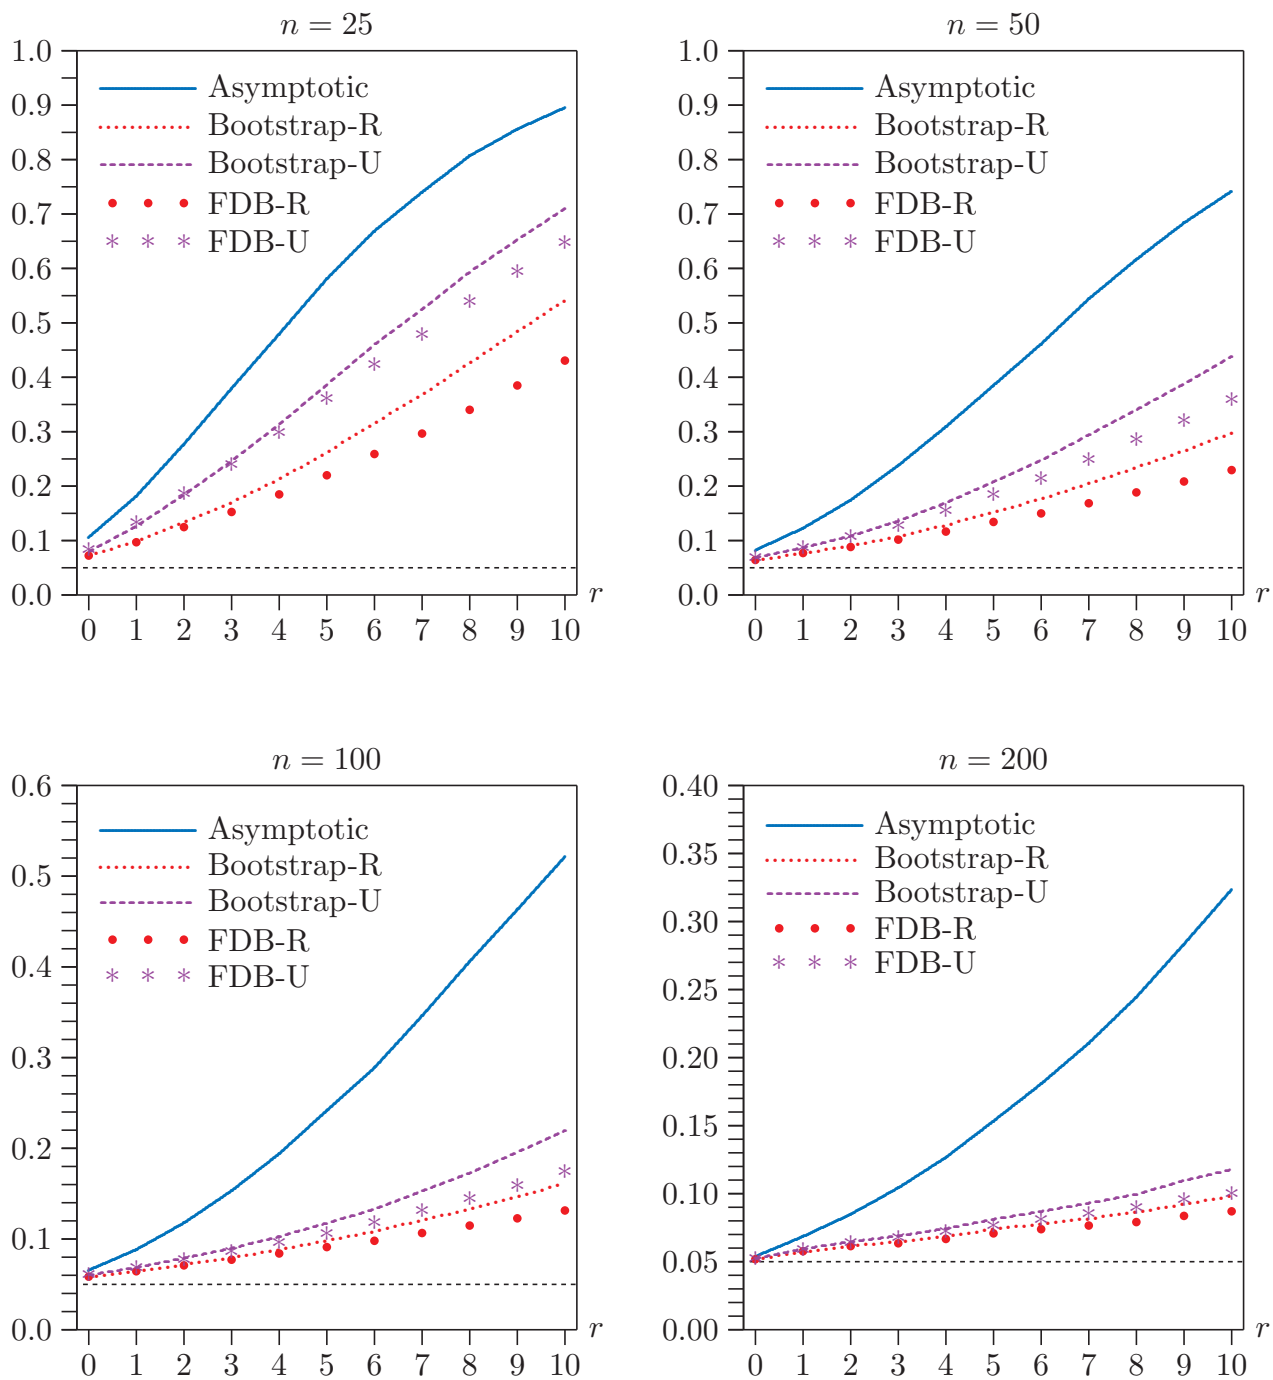 n = 25
1.0
0.9
0.8
0.7
0.6
0.5
0.4
0.3
0.2
0.1
0.0
Asymptotic
Bootstrap-R
Bootstrap-U
FDB-R
FDB-U
0 1 2 3 4 5 6 7 8 9 10
r
n = 50
1.0
0.9
0.8
0.7
0.6
0.5
0.4
0.3
0.2
0.1
0.0
Asymptotic
Bootstrap-R
Bootstrap-U
FDB-R
FDB-U
0 1 2 3 4 5 6 7 8 9 10
r
n = 100
0.6
0.5
0.4
0.3
0.2
0.1
0.0
Asymptotic
Bootstrap-R
Bootstrap-U
FDB-R
FDB-U
0 1 2 3 4 5 6 7 8 9 10
r
n = 200
0.40
0.35
0.30
0.25
0.20
0.15
0.10
0.05
0.00
Asymptotic
Bootstrap-R
Bootstrap-U
FDB-R
FDB-U
0 1 2 3 4 5 6 7 8 9 10
r